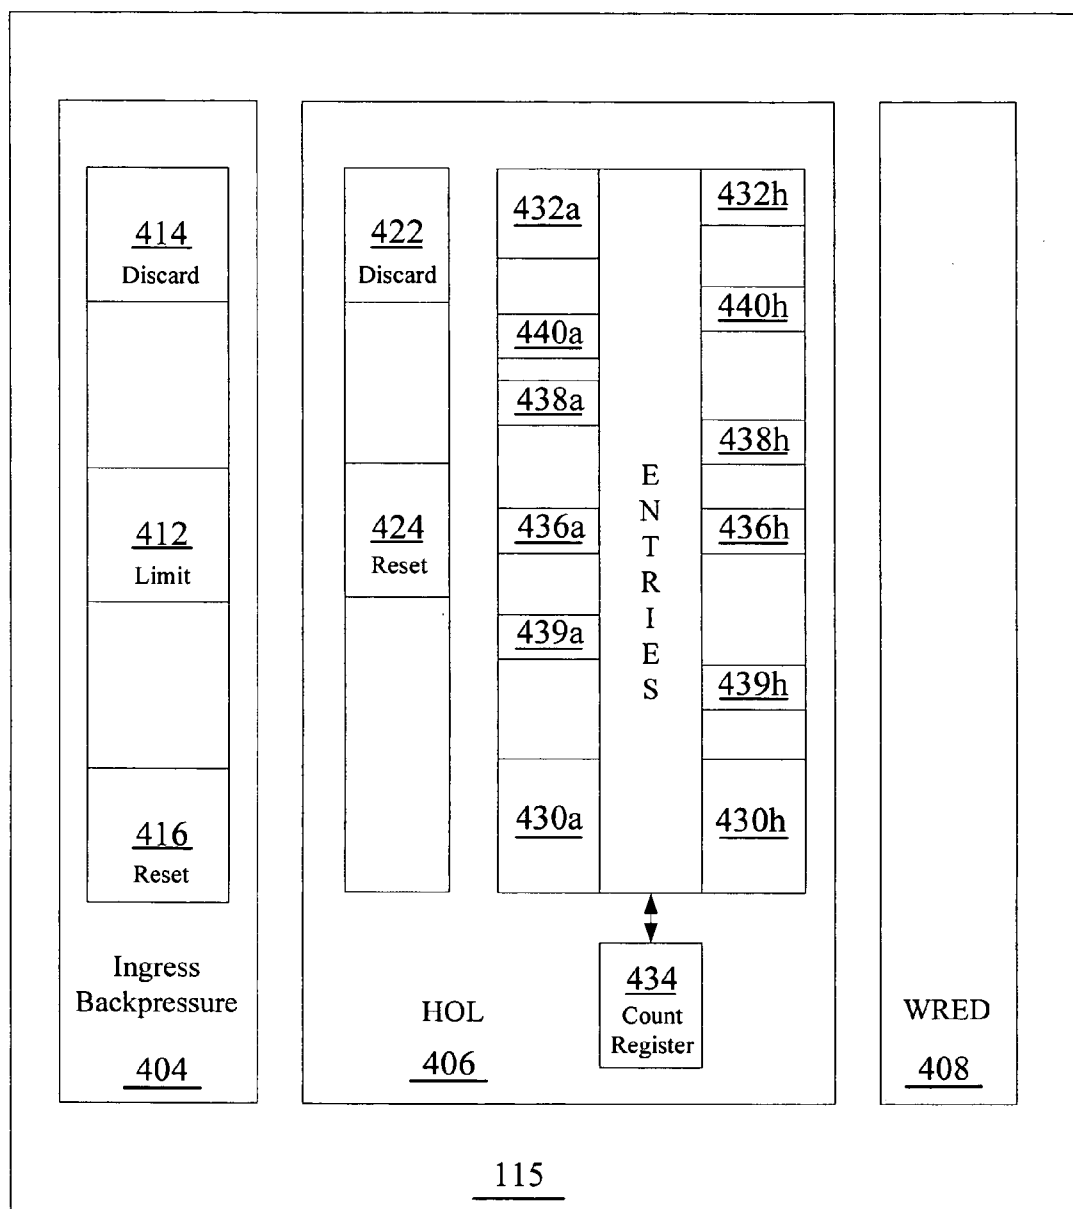 414
Discard
412
Limit
416
Reset
Ingress
Backpressure
404
422
Discard
424
Reset
432a
440a
438a
436a
439a
430a
E
N
T
R
I
E
S
432h
440h
438h
436h
439h
430h
434
Count
Register
HOL
406
WRED
408
115